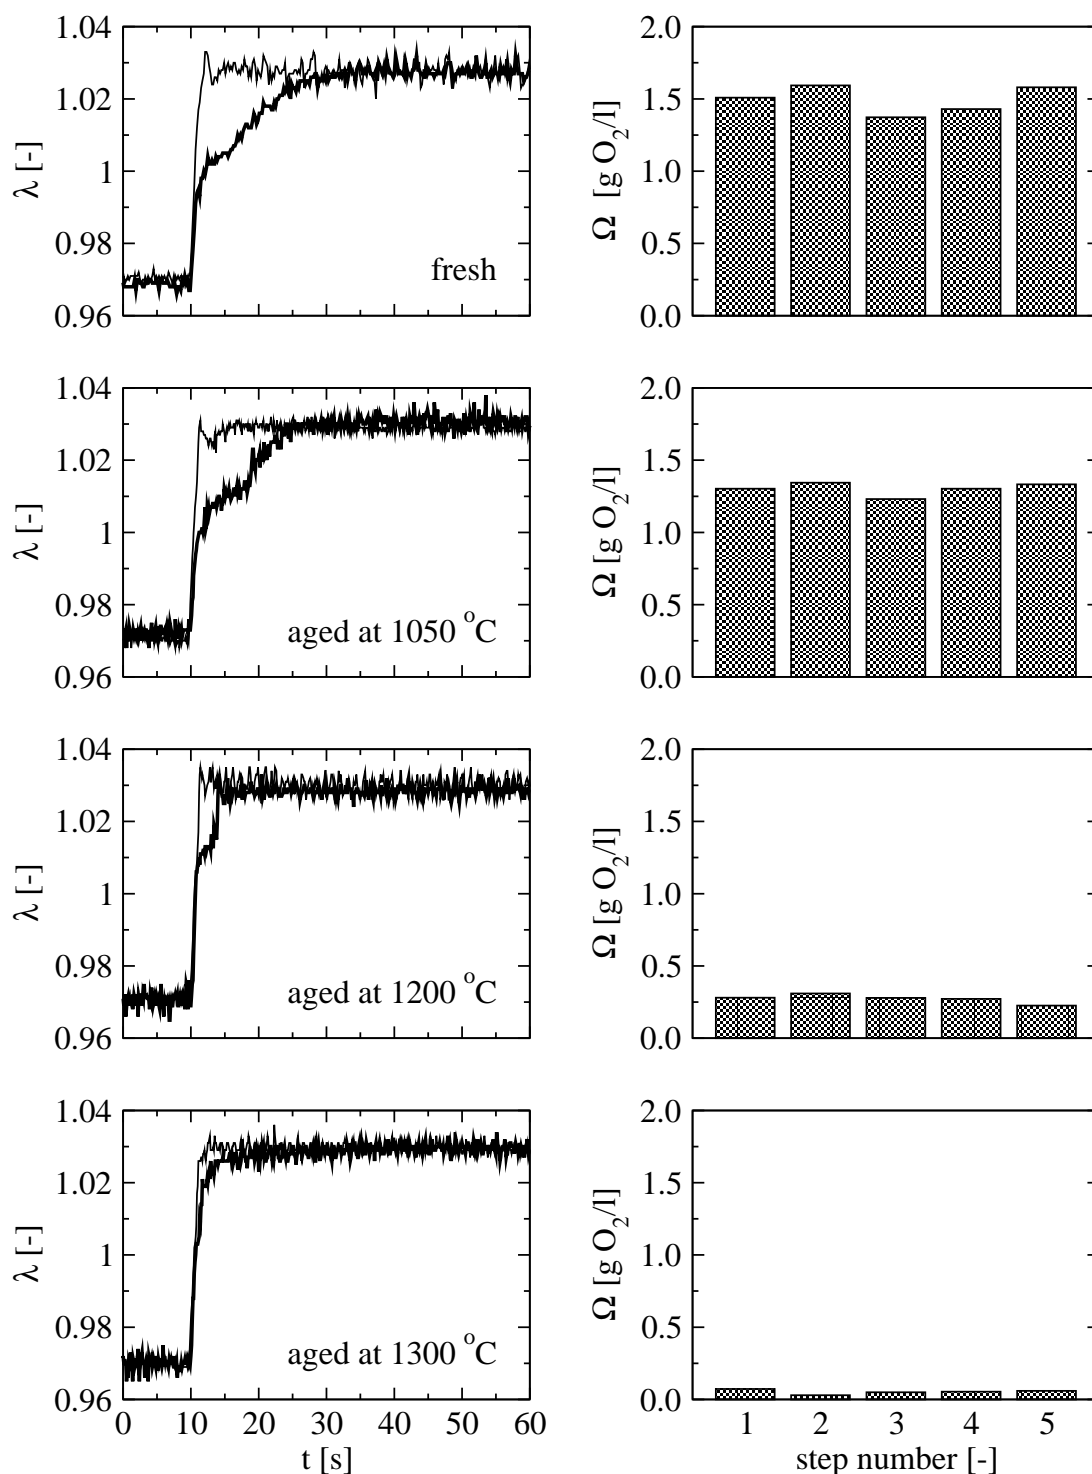 1.04
1.02
1
0.98
0.96
λ [-]
fresh
2.0
1.5
1.0
0.5
0.0
Ω [g O₂/l]
1.04
1.02
1
0.98
0.96
λ [-]
aged at 1050 °C
2.0
1.5
1.0
0.5
0.0
Ω [g O₂/l]
1.04
1.02
1
0.98
0.96
λ [-]
aged at 1200 °C
2.0
1.5
1.0
0.5
0.0
Ω [g O₂/l]
1.04
1.02
1
0.98
0.96
λ [-]
aged at 1300 °C
0 10 20 30 40 50 60
t [s]
2.0
1.5
1.0
0.5
0.0
Ω [g O₂/l]
1 2 3 4 5
step number [-]